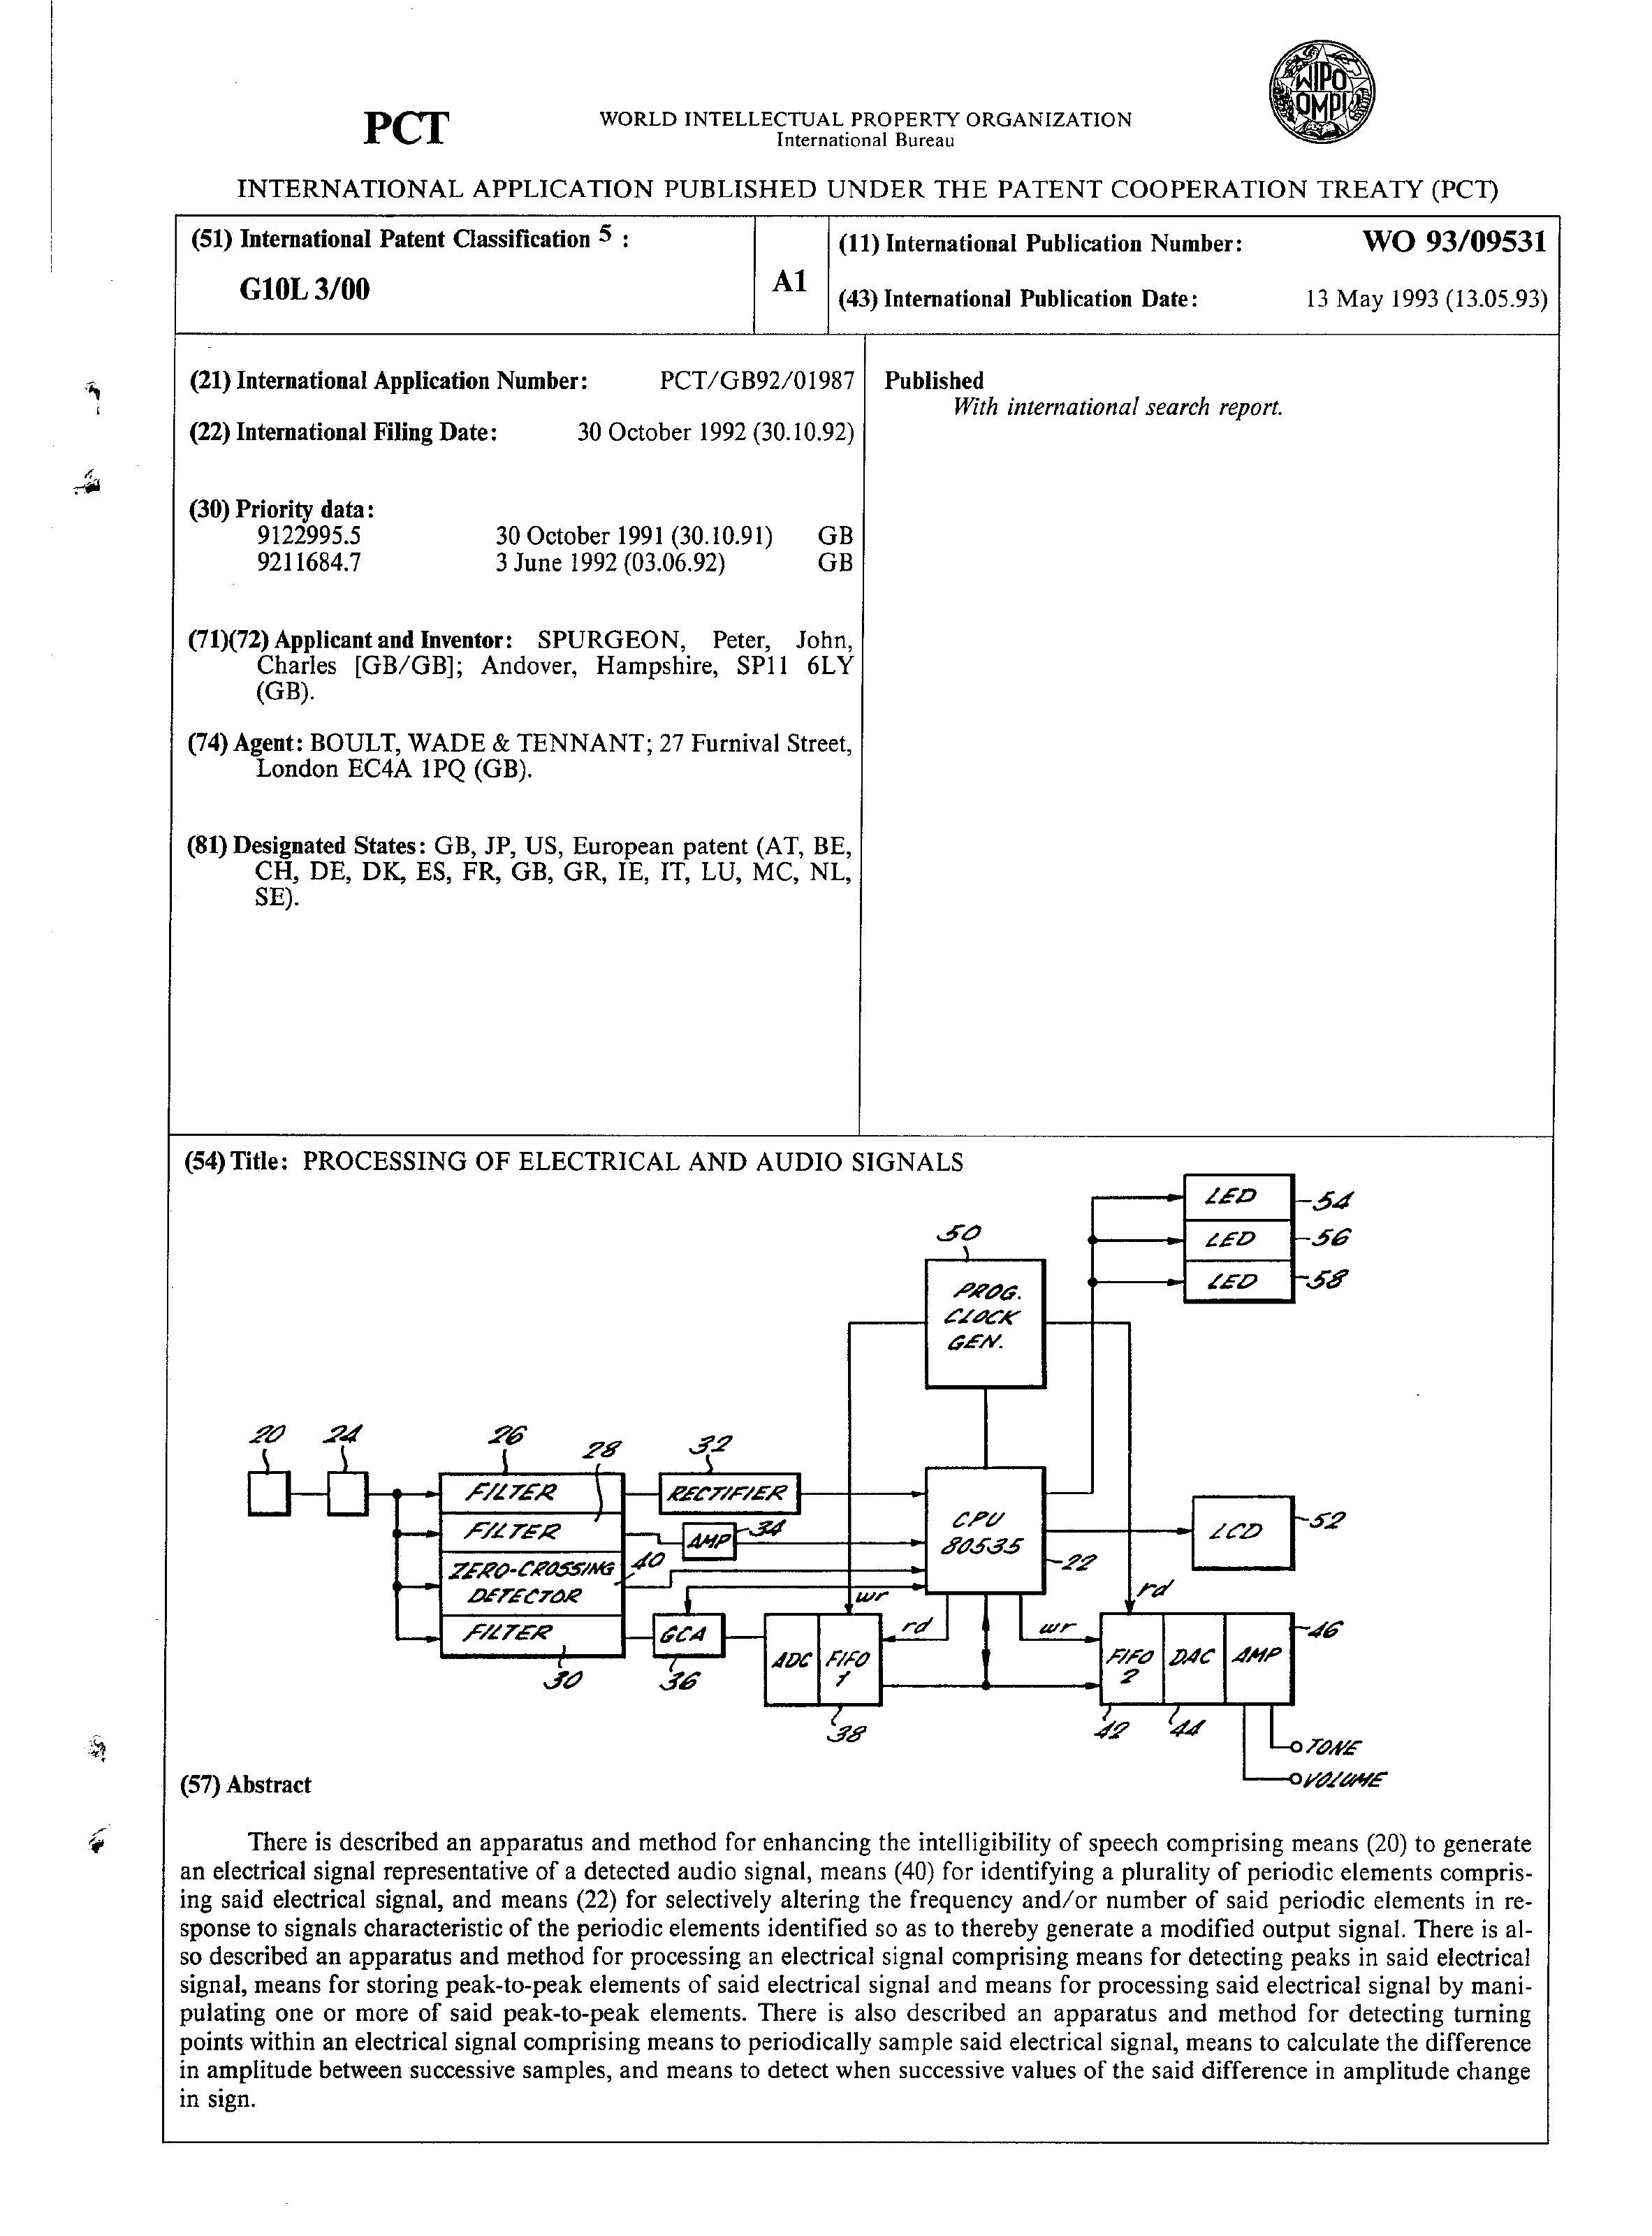 WIPO
OMPI
PCT
WORLD INTELLECTUAL PROPERTY ORGANIZATION
International Bureau
INTERNATIONAL APPLICATION PUBLISHED UNDER THE PATENT COOPERATION TREATY (PCT)
(51) International Patent Classification 5 :
G10L 3/00
A1
(11) International Publication Number: WO 93/09531
(43) International Publication Date: 13 May 1993 (13.05.93)
(21) International Application Number: PCT/GB92/01987
(22) International Filing Date: 30 October 1992 (30.10.92)
(30) Priority data:
9122995.5 30 October 1991 (30.10.91) GB
9211684.7 3 June 1992 (03.06.92) GB
(71)(72) Applicant and Inventor: SPURGEON, Peter, John,
Charles [GB/GB]; Andover, Hampshire, SP11 6LY
(GB).
(74) Agent: BOULT, WADE & TENNANT; 27 Furnival Street,
London EC4A 1PQ (GB).
(81) Designated States: GB, JP, US, European patent (AT, BE,
CH, DE, DK, ES, FR, GB, GR, IE, IT, LU, MC, NL,
SE).
Published
With international search report.
(54) Title: PROCESSING OF ELECTRICAL AND AUDIO SIGNALS
LED 54
LED 56
LED 58
50
PROG.
CLOCK
GEN.
20 24 26 28 32
FILTER RECTIFIER
FILTER AMP 34
ZERO-CROSSING 40
DETECTOR
FILTER GCA
30 36
CPU
80535
22
LCD 52
wr
rd
wr
rd
ADC FIFO
1
38
FIFO DAC AMP 46
2
42 44
TONE
VOLUME
(57) Abstract
There is described an apparatus and method for enhancing the intelligibility of speech comprising means (20) to generate
an electrical signal representative of a detected audio signal, means (40) for identifying a plurality of periodic elements compris-
ing said electrical signal, and means (22) for selectively altering the frequency and/or number of said periodic elements in re-
sponse to signals characteristic of the periodic elements identified so as to thereby generate a modified output signal. There is al-
so described an apparatus and method for processing an electrical signal comprising means for detecting peaks in said electrical
signal, means for storing peak-to-peak elements of said electrical signal and means for processing said electrical signal by mani-
pulating one or more of said peak-to-peak elements. There is also described an apparatus and method for detecting turning
points within an electrical signal comprising means to periodically sample said electrical signal, means to calculate the difference
in amplitude between successive samples, and means to detect when successive values of the said difference in amplitude change
in sign.